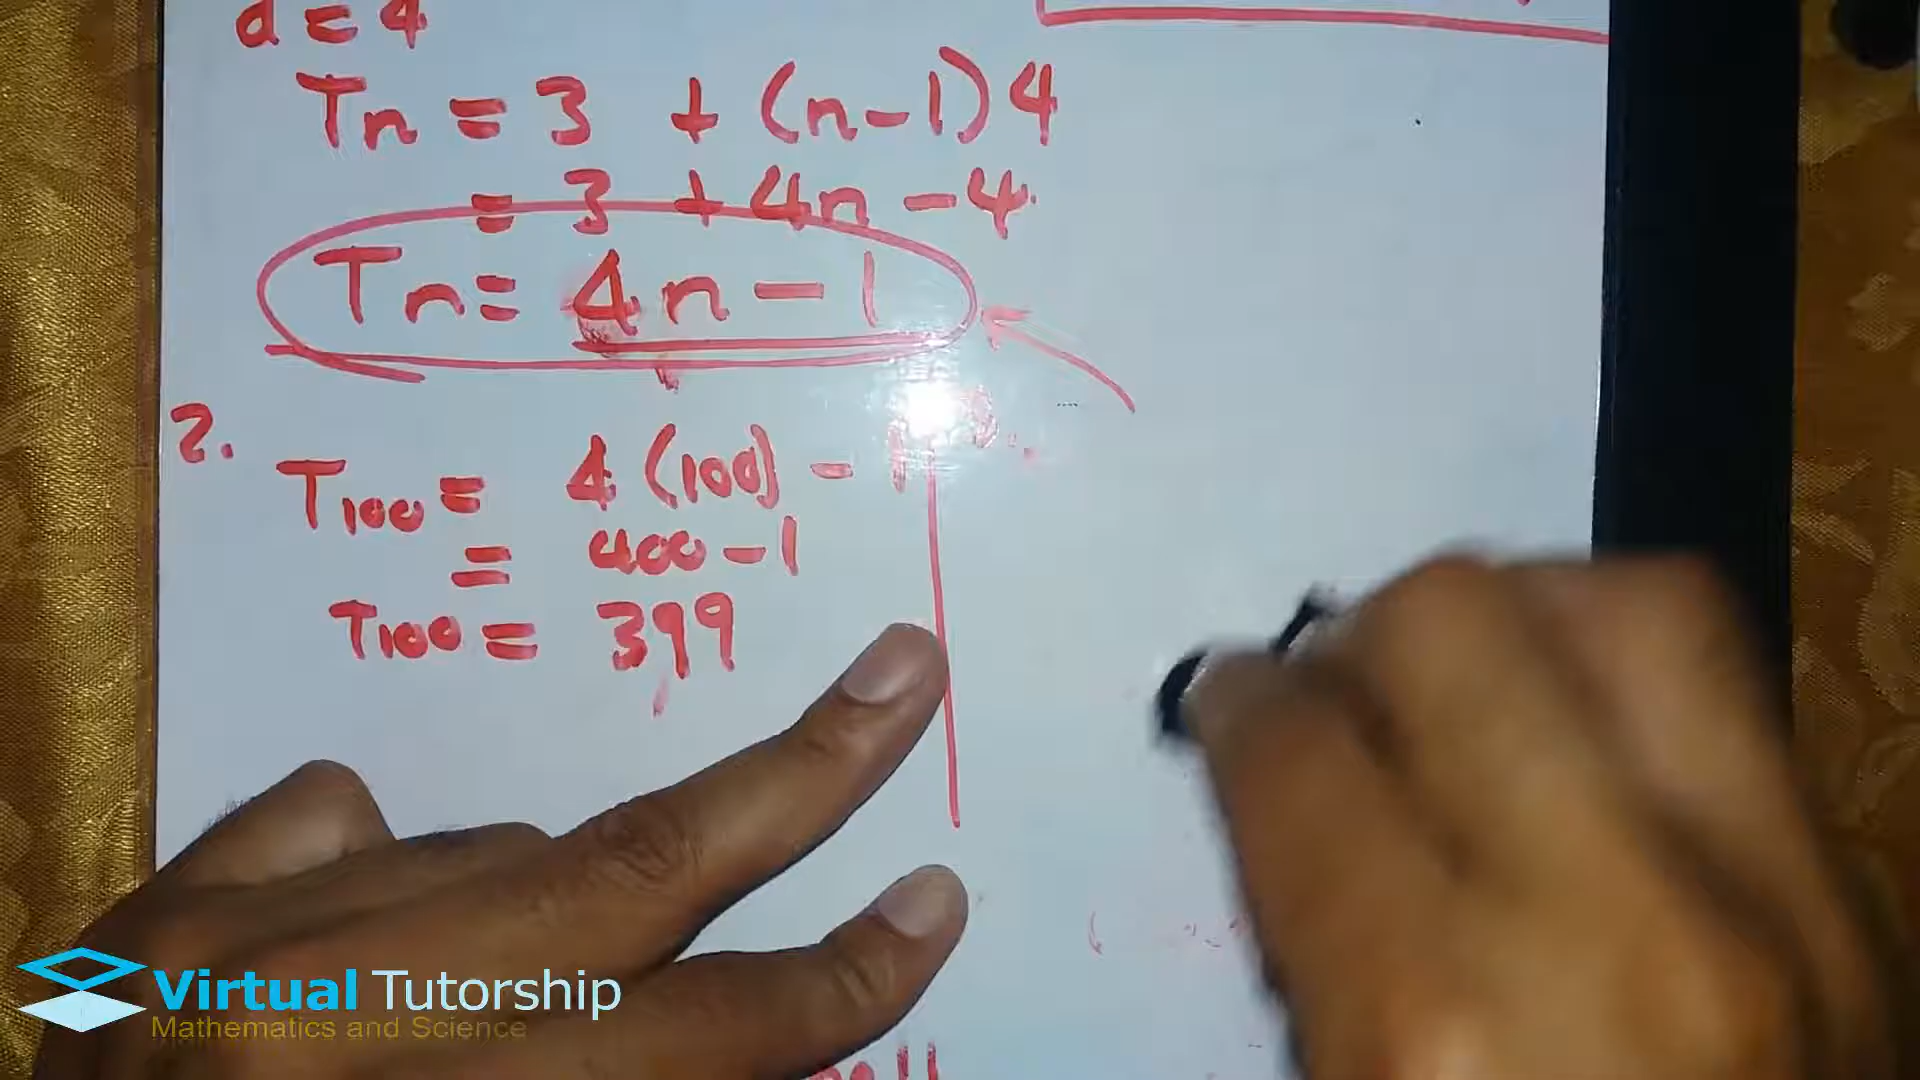 d = 4
Tn = 3 + (n-1)4
= 3 + 4n - 4
Tn = 4n - 1
2.
T100 = 4(100) - 1
= 400 - 1
T100 = 399
Virtual Tutorship
Mathematics and Science